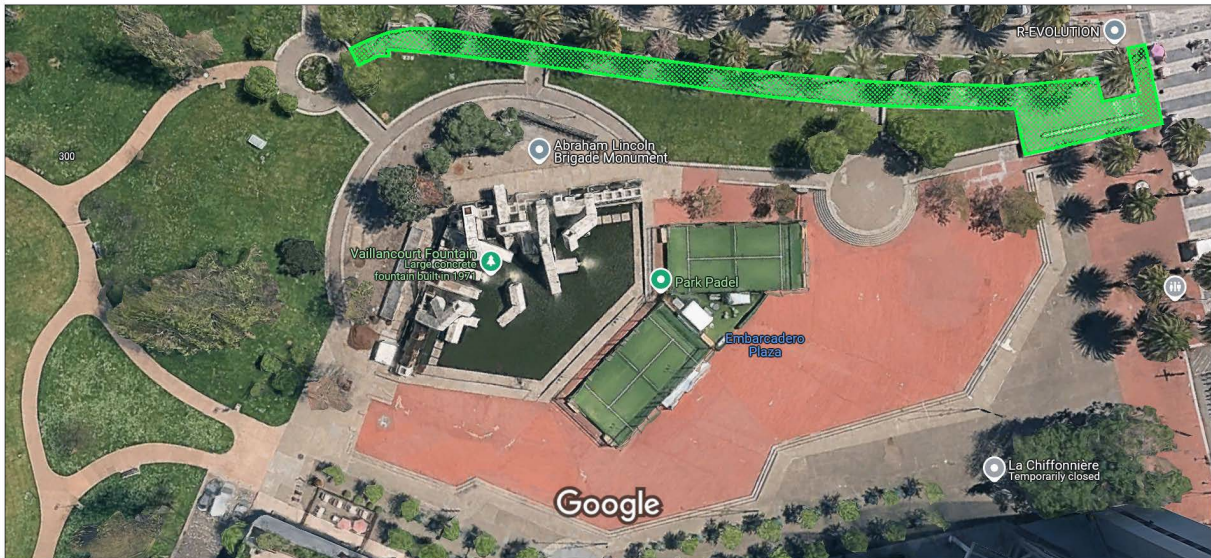 R-EVOLUTION
Abraham Lincoln
Brigade Monument
300
Vaillancourt Fountain
Large concrete
fountain built in 1971
Park Padel
Embarcadero
Plaza
La Chiffonnière
Temporarily closed
Google